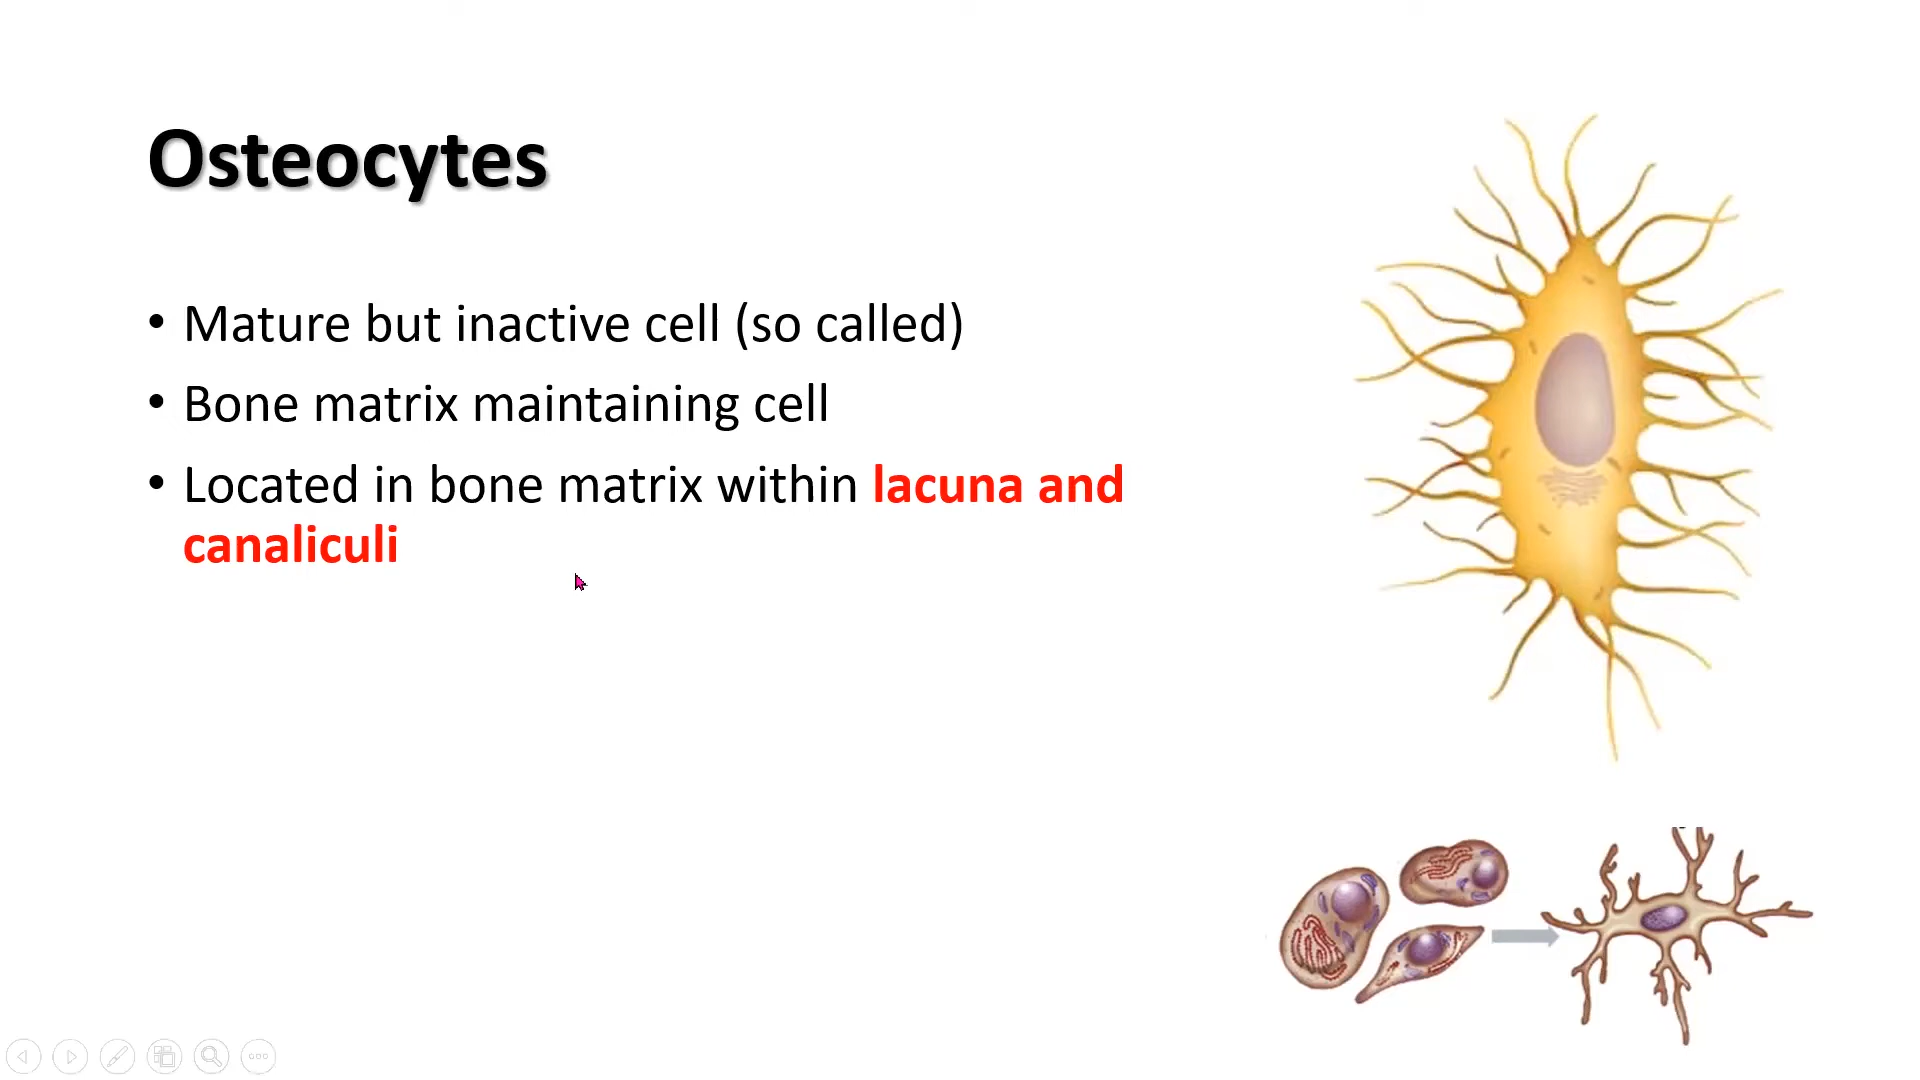 Osteocytes
• Mature but inactive cell (so called)
• Bone matrix maintaining cell
• Located in bone matrix within lacuna and
canaliculi